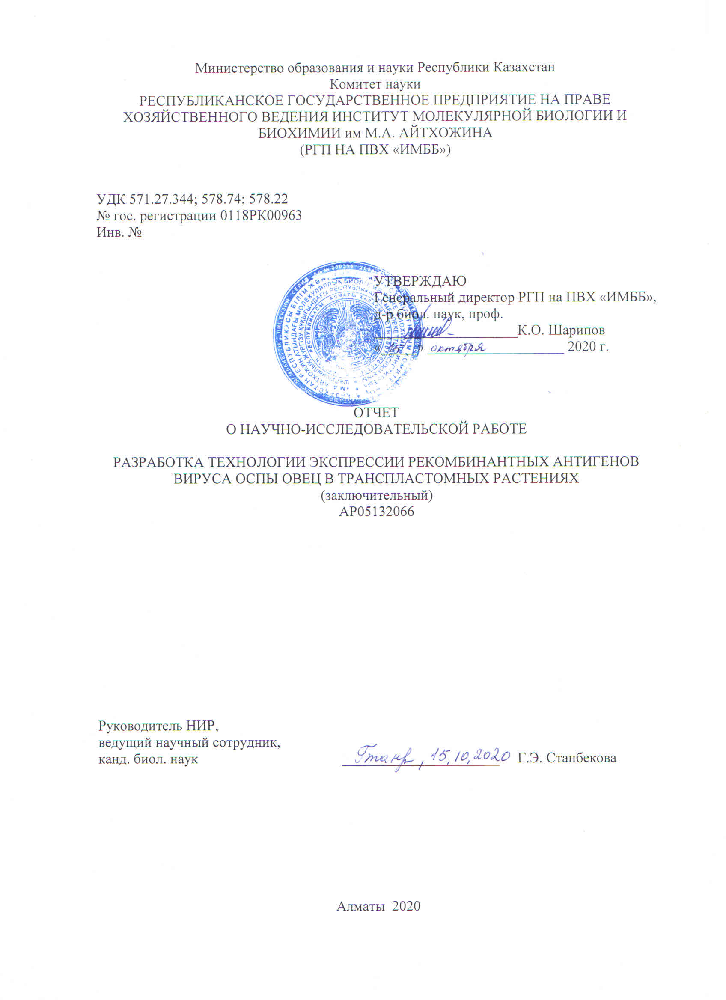 Министерство образования и науки Республики Казахстан
Комитет науки
РЕСПУБЛИКАНСКОЕ ГОСУДАРСТВЕННОЕ ПРЕДПРИЯТИЕ НА ПРАВЕ
ХОЗЯЙСТВЕННОГО ВЕДЕНИЯ ИНСТИТУТ МОЛЕКУЛЯРНОЙ БИОЛОГИИ И
БИОХИМИИ им М.А. АЙТХОЖИНА
(РГП НА ПВХ «ИМББ»)
УДК 571.27.344; 578.74; 578.22
№ гос. регистрации 0118РК00963
Инв. №
УТВЕРЖДАЮ
Генеральный директор РГП на ПВХ «ИМББ»,
д-р биол. наук, проф.
К.О. Шарипов
«15» октября 2020 г.
ОТЧЕТ
О НАУЧНО-ИССЛЕДОВАТЕЛЬСКОЙ РАБОТЕ
РАЗРАБОТКА ТЕХНОЛОГИИ ЭКСПРЕССИИ РЕКОМБИНАНТНЫХ АНТИГЕНОВ
ВИРУСА ОСПЫ ОВЕЦ В ТРАНСПЛАСТОМНЫХ РАСТЕНИЯХ
(заключительный)
АР05132066
Руководитель НИР,
ведущий научный сотрудник,
канд. биол. наук , 15,10,2020 Г.Э. Станбекова
Алматы 2020